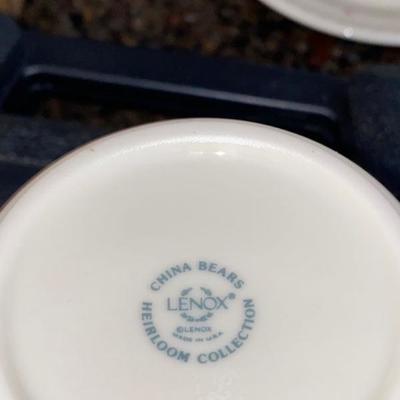 CHINA BEARS
LENOX®
©LENOX
MADE IN U.S.A.
HEIRLOOM COLLECTION